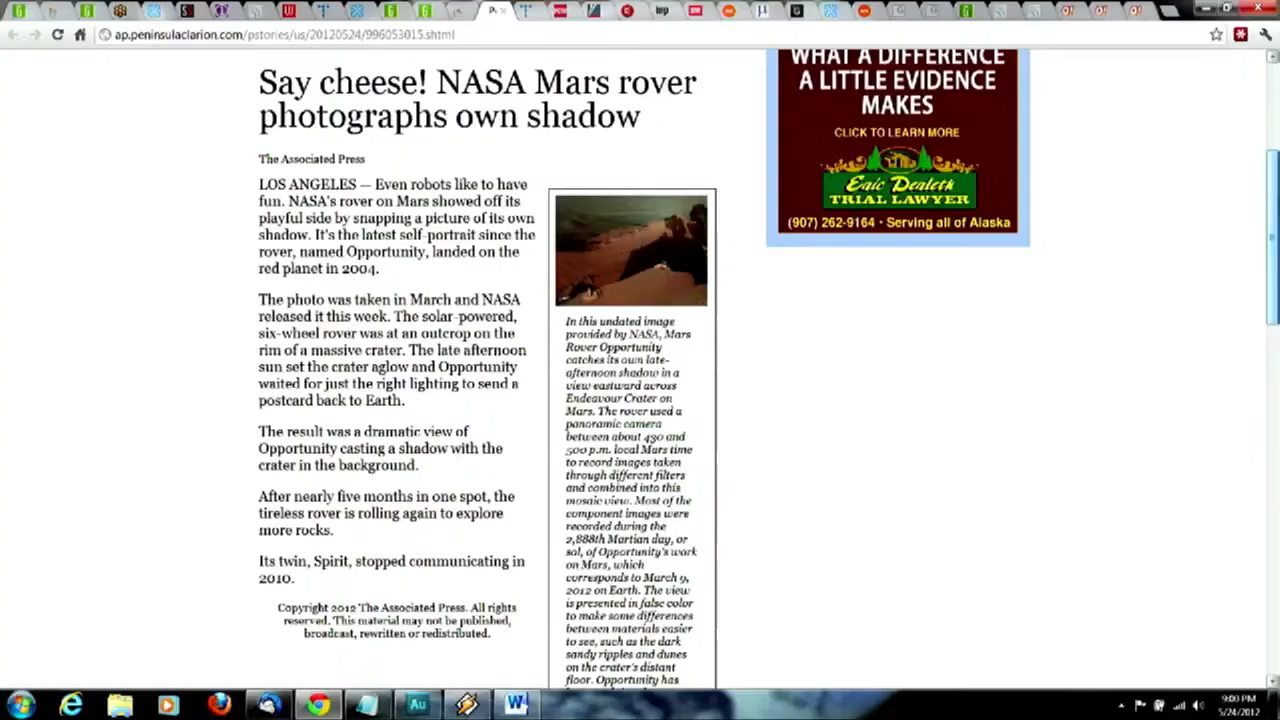 ap.peninsulaclarion.com/pstories/us/20120524/996053015.shtml
Say cheese! NASA Mars rover
photographs own shadow
The Associated Press
LOS ANGELES — Even robots like to have
fun. NASA's rover on Mars showed off its
playful side by snapping a picture of its own
shadow. It's the latest self-portrait since the
rover, named Opportunity, landed on the
red planet in 2004.
The photo was taken in March and NASA
released it this week. The solar-powered,
six-wheel rover was at an outcrop on the
rim of a massive crater. The late afternoon
sun set the crater aglow and Opportunity
waited for just the right lighting to send a
postcard back to Earth.
The result was a dramatic view of
Opportunity casting a shadow with the
crater in the background.
After nearly five months in one spot, the
tireless rover is rolling again to explore
more rocks.
Its twin, Spirit, stopped communicating in
2010.
Copyright 2012 The Associated Press. All rights
reserved. This material may not be published,
broadcast, rewritten or redistributed.
In this undated image
provided by NASA, Mars
Rover Opportunity
catches its own late-
afternoon shadow in a
view eastward across
Endeavour Crater on
Mars. The rover used a
panoramic camera
between about 430 and
500 p.m. local Mars time
to record images taken
through different filters
and combined into this
mosaic view. Most of the
component images were
recorded during the
2,888th Martian day, or
sol, of Opportunity's work
on Mars, which
corresponds to March 9,
2012 on Earth. The view
is presented in false color
to make some differences
between materials easier
to see, such as the dark
sandy ripples and dunes
on the crater's distant
floor. Opportunity has
WHAT A DIFFERENCE
A LITTLE EVIDENCE
MAKES
CLICK TO LEARN MORE
Eric Derleth
TRIAL LAWYER
(907) 262-9164 • Serving all of Alaska
9:00 PM
5/24/2012